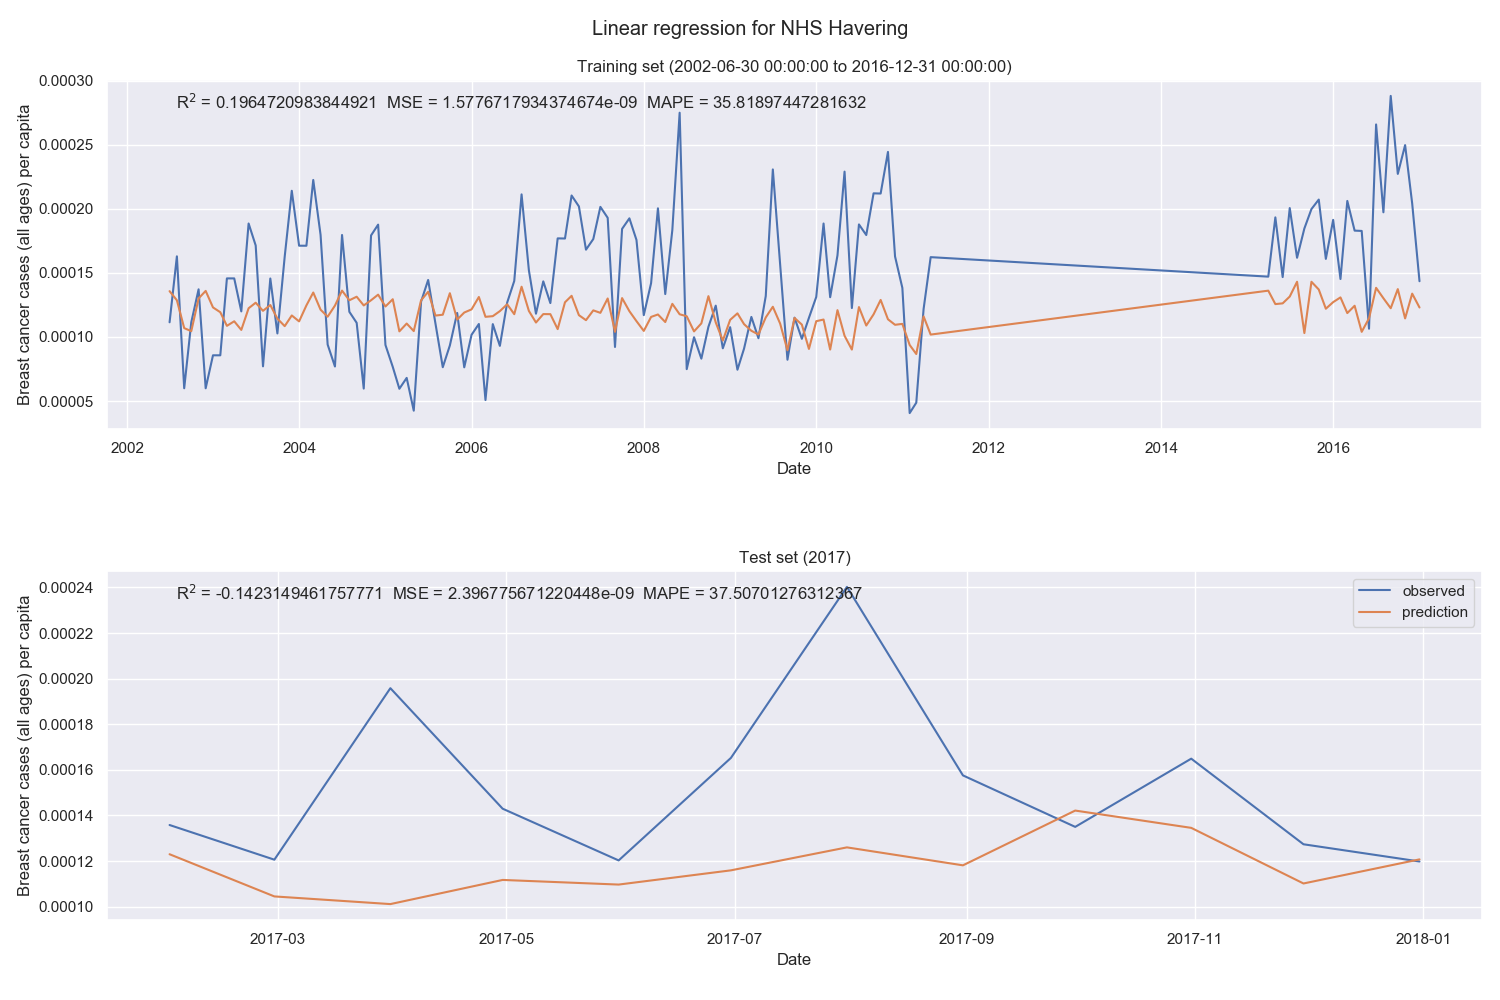 Linear regression for NHS Havering
Training set (2002-06-30 00:00:00 to 2016-12-31 00:00:00)
R² = 0.1964720983844921 MSE = 1.5776717934374674e-09 MAPE = 35.81897447281632
Breast cancer cases (all ages) per capita
0.00030
0.00025
0.00020
0.00015
0.00010
0.00005
2002 2004 2006 2008 2010 2012 2014 2016
Date
Test set (2017)
R² = -0.1423149461757771 MSE = 2.396775671220448e-09 MAPE = 37.50701276312367
observed
prediction
Breast cancer cases (all ages) per capita
0.00024
0.00022
0.00020
0.00018
0.00016
0.00014
0.00012
0.00010
2017-03 2017-05 2017-07 2017-09 2017-11 2018-01
Date